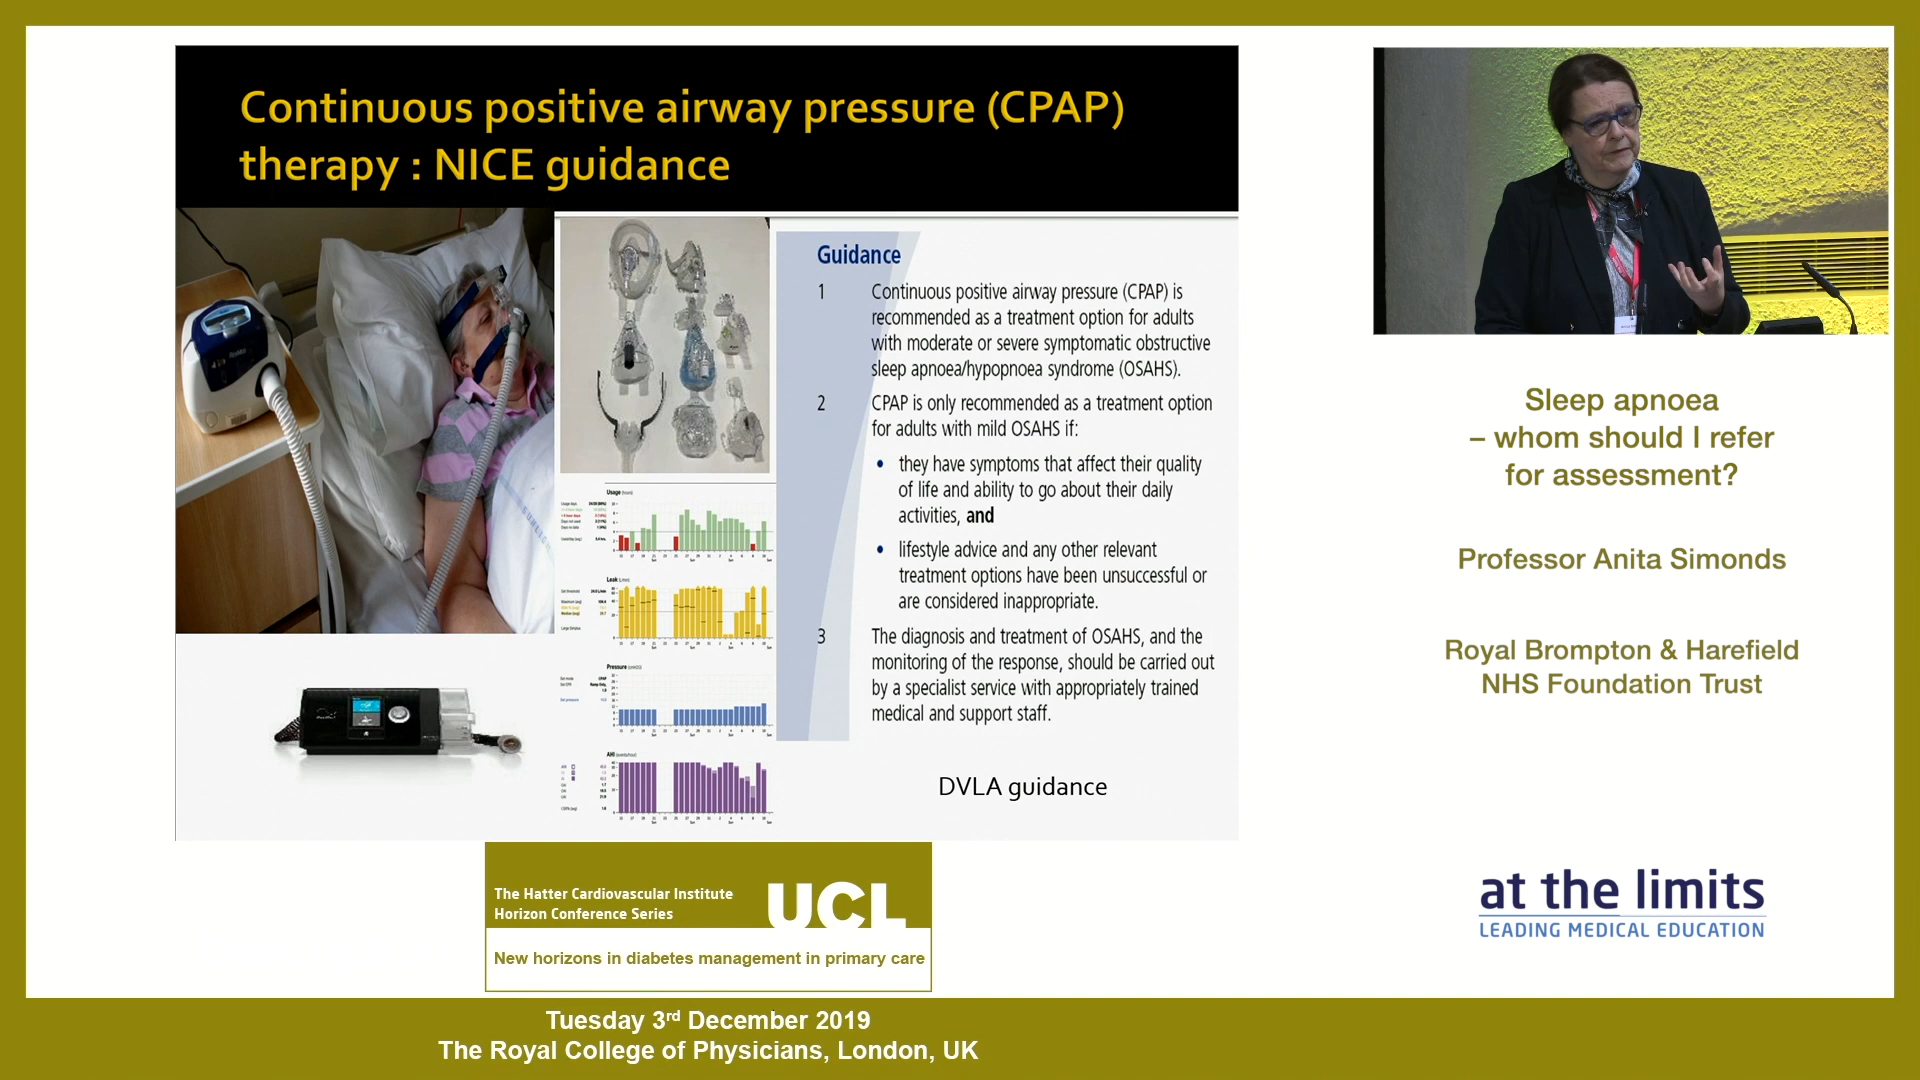 Continuous positive airway pressure (CPAP)
therapy : NICE guidance
Guidance
1 Continuous positive airway pressure (CPAP) is
recommended as a treatment option for adults
with moderate or severe symptomatic obstructive
sleep apnoea/hypopnoea syndrome (OSAHS).
2 CPAP is only recommended as a treatment option
for adults with mild OSAHS if:
• they have symptoms that affect their quality
of life and ability to go about their daily
activities, and
• lifestyle advice and any other relevant
treatment options have been unsuccessful or
are considered inappropriate.
3 The diagnosis and treatment of OSAHS, and the
monitoring of the response, should be carried out
by a specialist service with appropriately trained
medical and support staff.
DVLA guidance
Usage (hours)
Leak
Pressure
AHI
Sleep apnoea
– whom should I refer
for assessment?
Professor Anita Simonds
Royal Brompton & Harefield
NHS Foundation Trust
at the limits
LEADING MEDICAL EDUCATION
The Hatter Cardiovascular Institute
Horizon Conference Series
UCL
New horizons in diabetes management in primary care
Tuesday 3rd December 2019
The Royal College of Physicians, London, UK